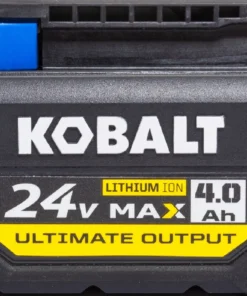 KOBALT
LITHIUM ION
24V MAX 4.0 Ah
ULTIMATE OUTPUT